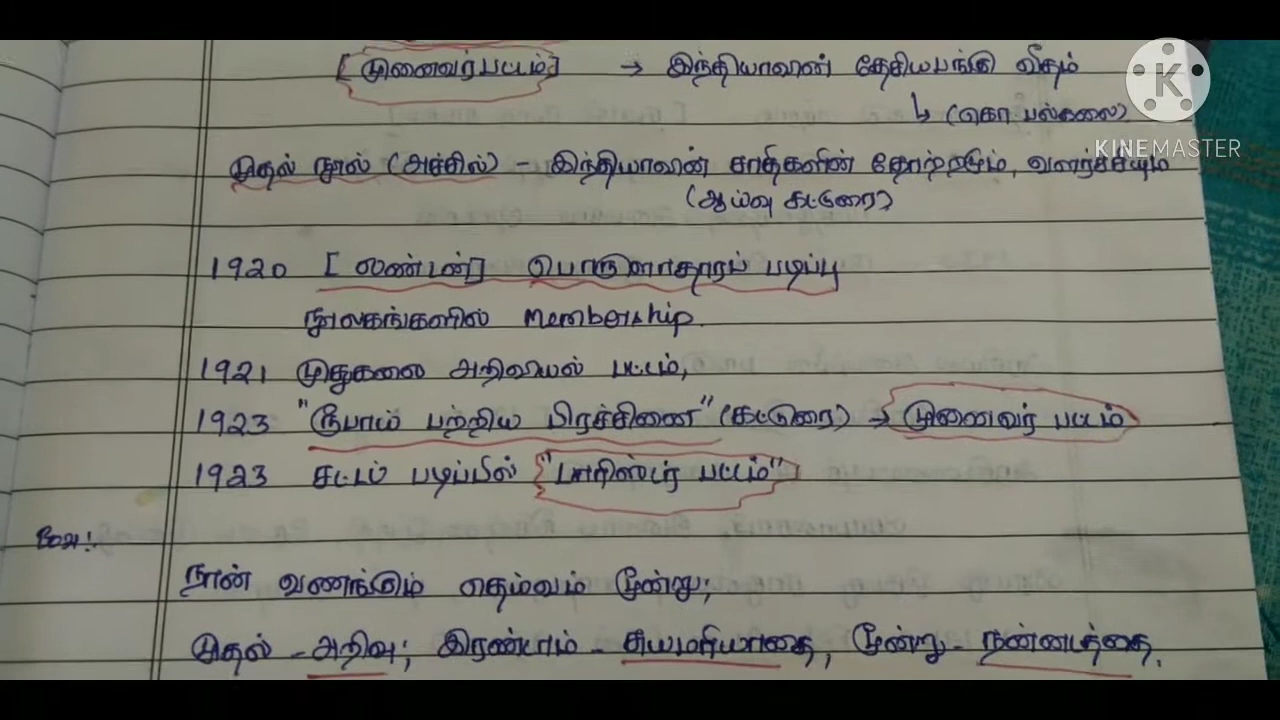 [முனைவர் பட்டம்] → இந்தியாவின் தேசியபங்கு வீதம்
↳ (கொ பல்கலை)
K
KINEMASTER
முதல் நூல் (அச்சில்) - இந்தியாவின் சாதிகளின் தோற்றமும், வளர்ச்சியும்
(ஆய்வு கட்டுரை)
1920 [லண்டன்] பொருளாதாரப் படிப்பு
நூலகங்களில் Membership.
1921 முதுகலை அறிவியல் பட்டம்,
1923 "ரூபாய் பற்றிய பிரச்சினை" (கட்டுரை) → முனைவர் பட்டம்
1923 சட்டப் படிப்பில் "பாரிஸ்டர் பட்டம்"
மே:
நான் வணங்கும் தெய்வம் மூன்று;
முதல் - அறிவு; இரண்டாம் - சுயமரியாதை, மூன்று - நன்னடத்தை.